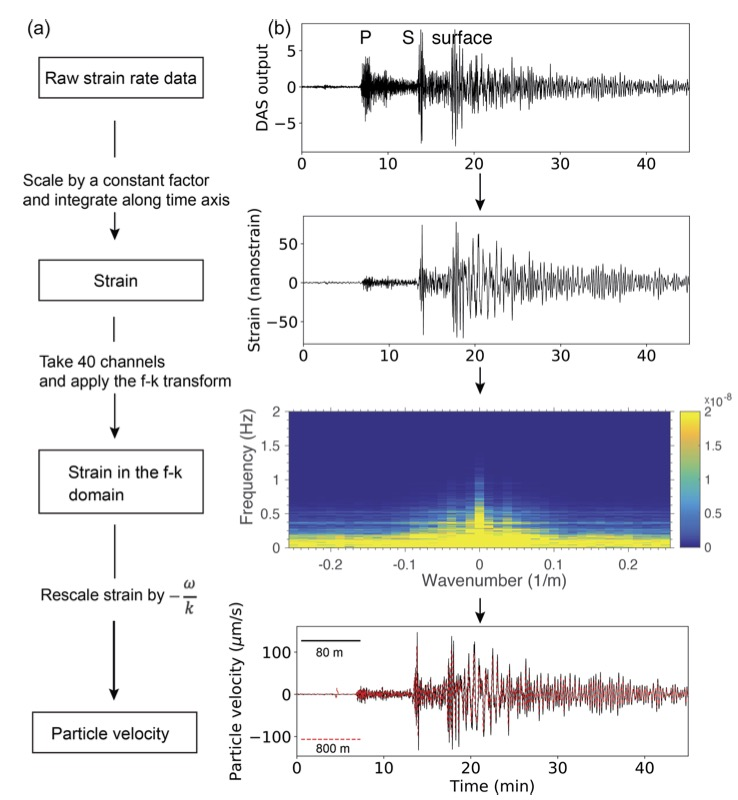 (a)
Raw strain rate data
Scale by a constant factor
and integrate along time axis
Strain
Take 40 channels
and apply the f-k transform
Strain in the f-k
domain
Rescale strain by −ω/k
Particle velocity
(b)
P S surface
DAS output
5
0
−5
0 10 20 30 40
Strain (nanostrain)
50
0
−50
0 10 20 30 40
Frequency (Hz)
2
1.5
1
0.5
0
-0.2 -0.1 0 0.1 0.2
Wavenumber (1/m)
×10⁻⁸
2
1.5
1
0.5
0
Particle velocity (μm/s)
100
0
−100
80 m
800 m
0 10 20 30 40
Time (min)